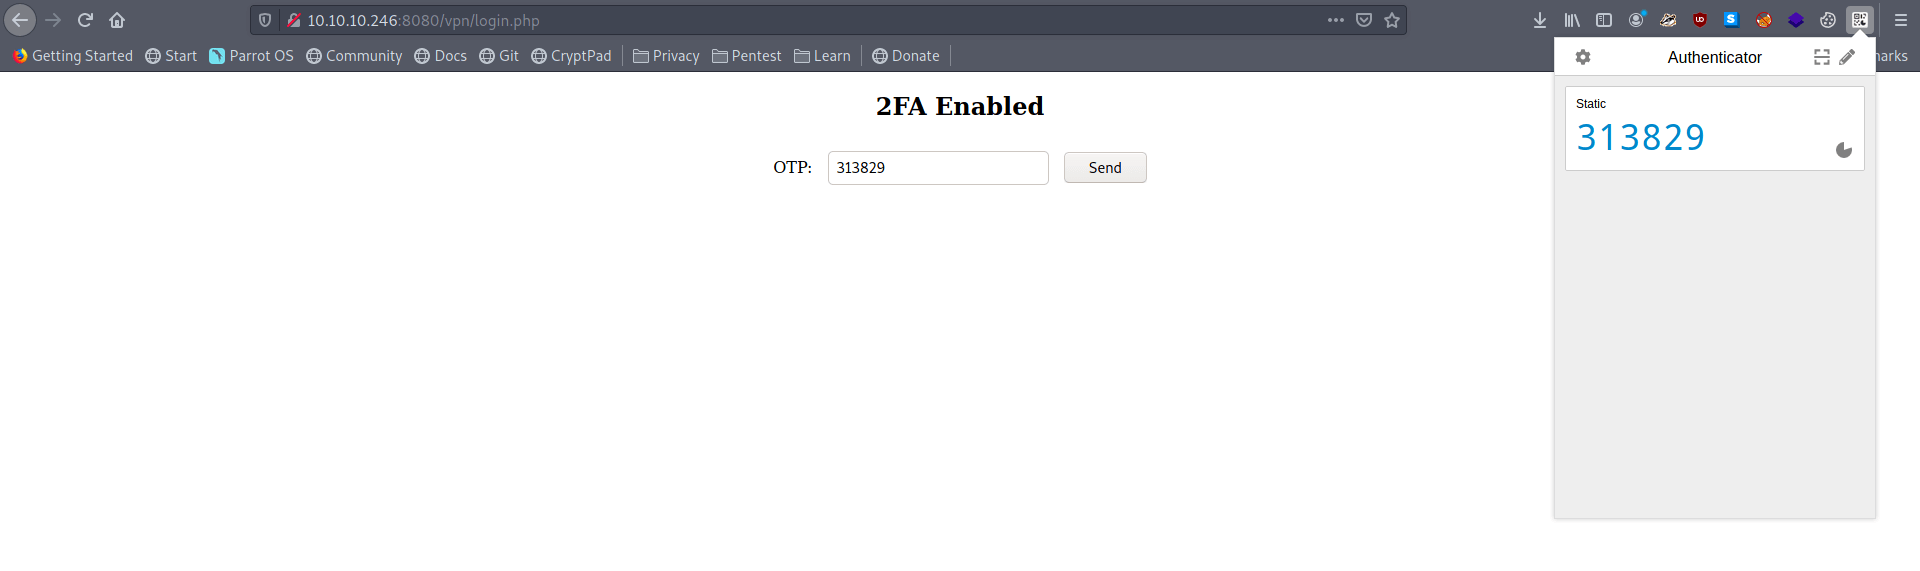 10.10.10.246:8080/vpn/login.php
Getting Started Start Parrot OS Community Docs Git CryptPad Privacy Pentest Learn Donate
Authenticator
Static
313829
2FA Enabled
OTP: 313829 Send